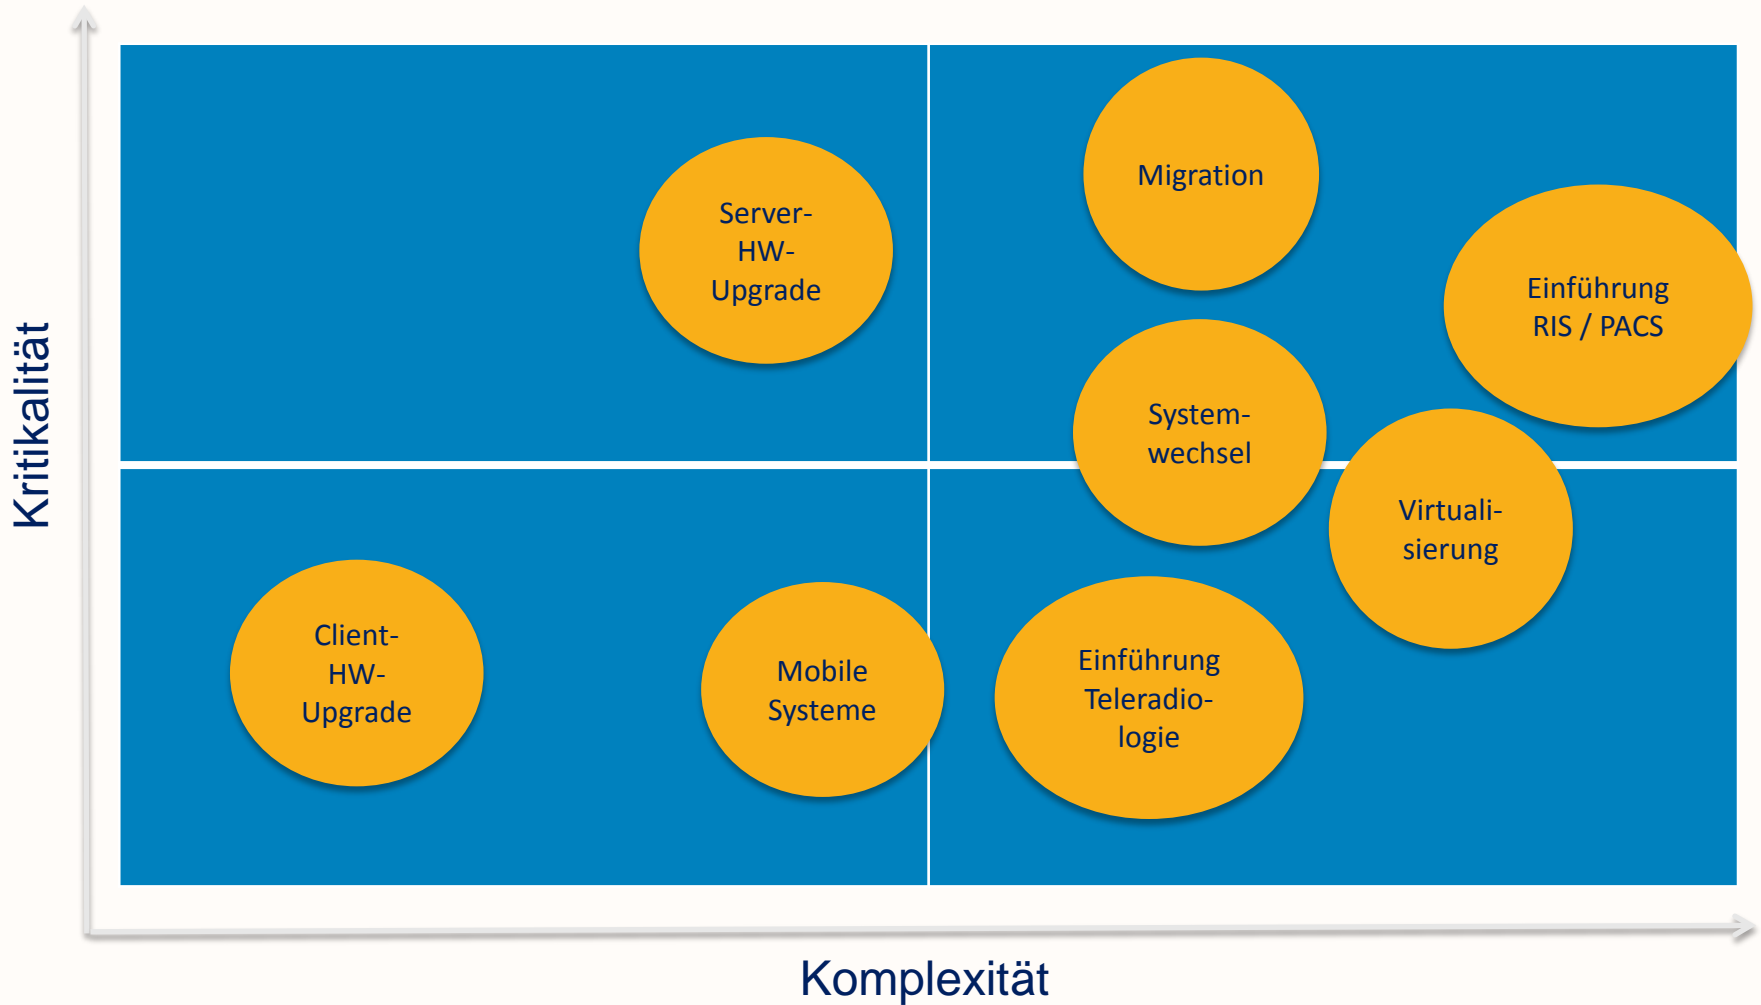 Kritikalität
Migration
Server-
HW-
Upgrade
Einführung
RIS / PACS
System-
wechsel
Virtuali-
sierung
Client-
HW-
Upgrade
Mobile
Systeme
Einführung
Teleradio-
logie
Komplexität